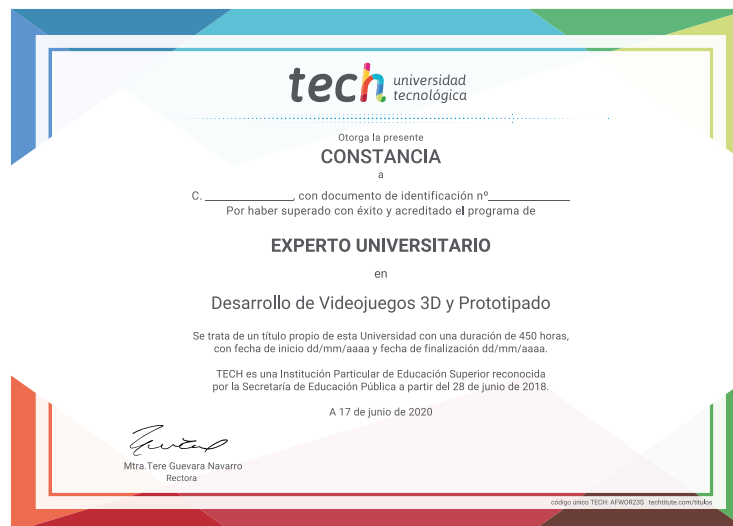 tech universidad
tecnológica
Otorga la presente
CONSTANCIA
a
C. ______________, con documento de identificación nº_____________
Por haber superado con éxito y acreditado el programa de
EXPERTO UNIVERSITARIO
en
Desarrollo de Videojuegos 3D y Prototipado
Se trata de un título propio de esta Universidad con una duración de 450 horas,
con fecha de inicio dd/mm/aaaa y fecha de finalización dd/mm/aaaa.
TECH es una Institución Particular de Educación Superior reconocida
por la Secretaría de Educación Pública a partir del 28 de junio de 2018.
A 17 de junio de 2020
Mtra.Tere Guevara Navarro
Rectora
código único TECH: AFWOR23S techtitute.com/titulos